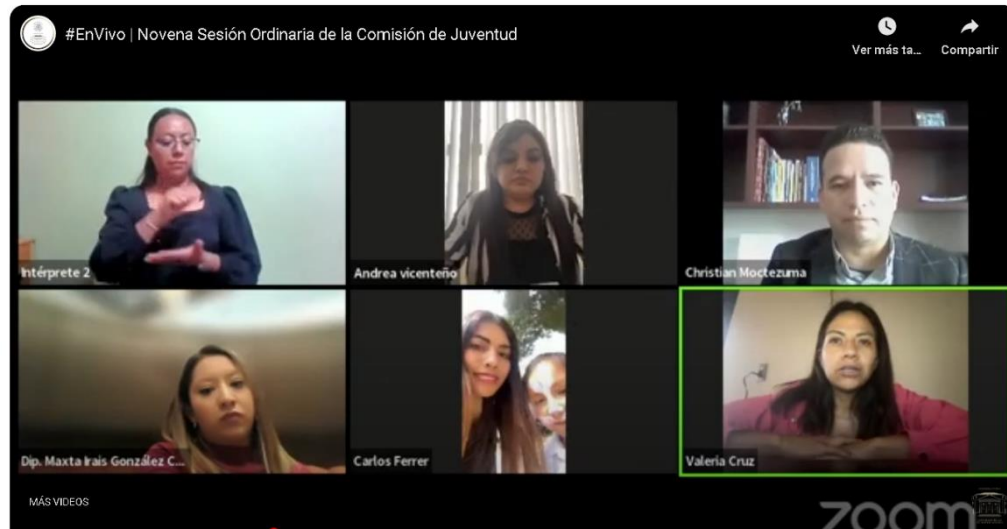 #EnVivo | Novena Sesión Ordinaria de la Comisión de Juventud
Ver más ta...
Compartir
Intérprete 2
Andrea vicenteño
Christian Moctezuma
Dip. Maxta Irais González C...
Carlos Ferrer
Valeria Cruz
MÁS VIDEOS
zoom